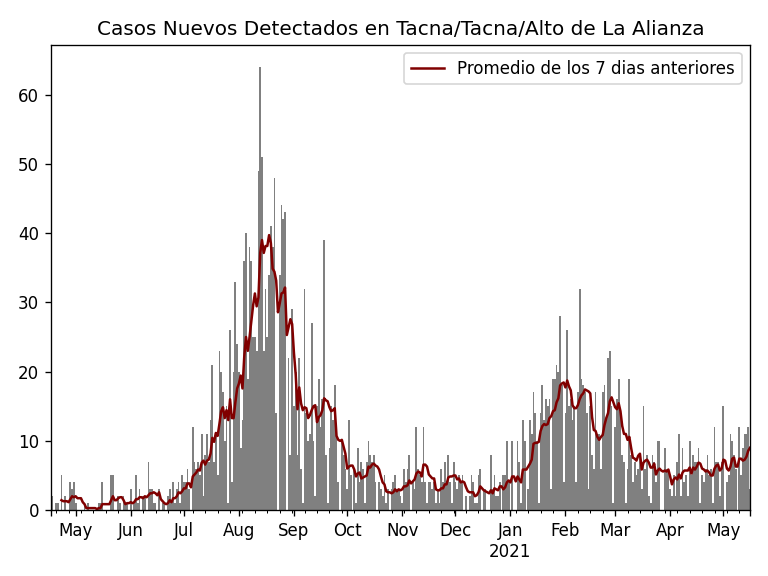 Casos Nuevos Detectados en Tacna/Tacna/Alto de La Alianza
Promedio de los 7 dias anteriores
60
50
40
30
20
10
0
May Jun Jul Aug Sep Oct Nov Dec Jan Feb Mar Apr May
2021